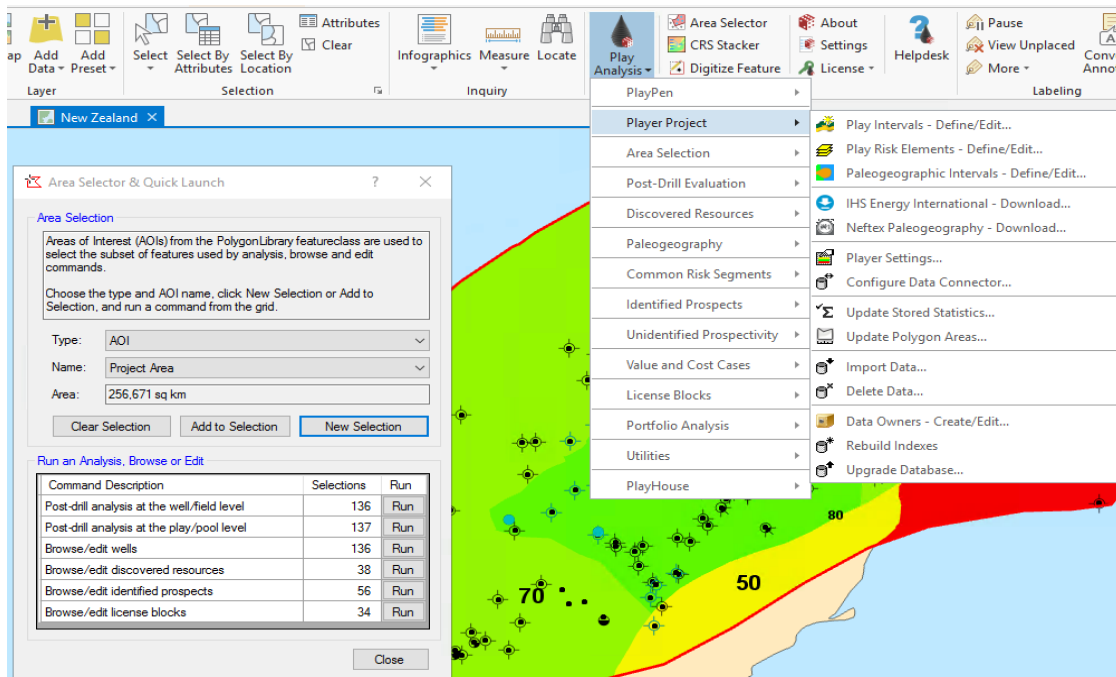 ap
Add
Data
Add
Preset
Layer
Select
Select By
Attributes
Select By
Location
Attributes
Clear
Selection
Infographics
Measure
Locate
Inquiry
Play
Analysis
Area Selector
CRS Stacker
Digitize Feature
About
Settings
License
Helpdesk
Pause
View Unplaced
More
Conv
Anno
Labeling
New Zealand
Area Selector & Quick Launch
Area Selection
Areas of Interest (AOIs) from the PolygonLibrary featureclass are used to
select the subset of features used by analysis, browse and edit
commands.
Choose the type and AOI name, click New Selection or Add to
Selection, and run a command from the grid.
Type: AOI
Name: Project Area
Area: 256,671 sq km
Clear Selection Add to Selection New Selection
Run an Analysis, Browse or Edit
Command Description Selections Run
Post-drill analysis at the well/field level 136 Run
Post-drill analysis at the play/pool level 137 Run
Browse/edit wells 136 Run
Browse/edit discovered resources 38 Run
Browse/edit identified prospects 56 Run
Browse/edit license blocks 34 Run
Close
PlayPen
Player Project
Area Selection
Post-Drill Evaluation
Discovered Resources
Paleogeography
Common Risk Segments
Identified Prospects
Unidentified Prospectivity
Value and Cost Cases
License Blocks
Portfolio Analysis
Utilities
PlayHouse
Play Intervals - Define/Edit...
Play Risk Elements - Define/Edit...
Paleogeographic Intervals - Define/Edit...
IHS Energy International - Download...
Neftex Paleogeography - Download...
Player Settings...
Configure Data Connector...
Update Stored Statistics...
Update Polygon Areas...
Import Data...
Delete Data...
Data Owners - Create/Edit...
Rebuild Indexes
Upgrade Database...
80
50
70